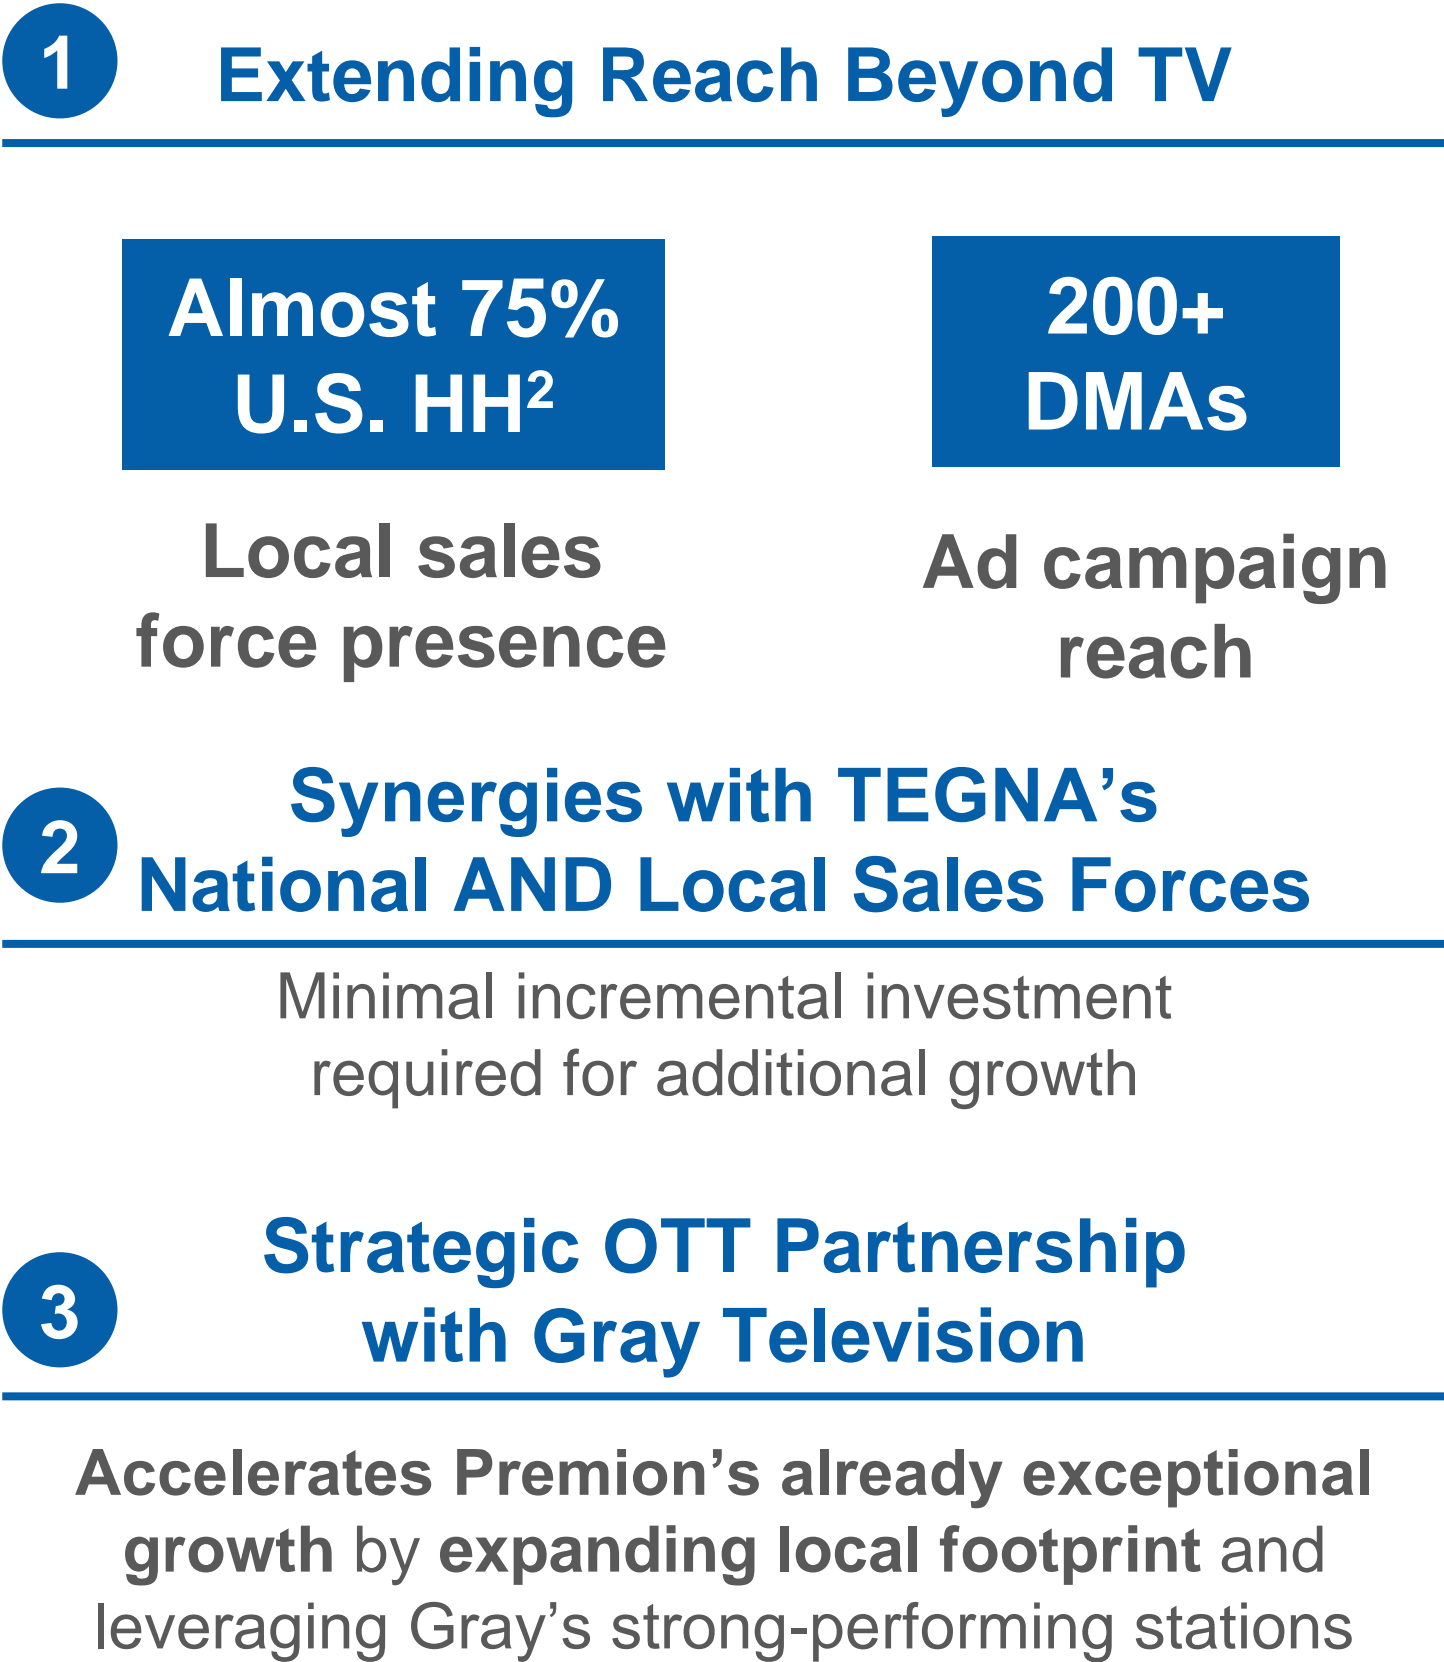 1
Extending Reach Beyond TV
Almost 75%
U.S. HH²
200+
DMAs
Local sales
force presence
Ad campaign
reach
2
Synergies with TEGNA’s
National AND Local Sales Forces
Minimal incremental investment
required for additional growth
3
Strategic OTT Partnership
with Gray Television
Accelerates Premion’s already exceptional
growth by expanding local footprint and
leveraging Gray’s strong-performing stations